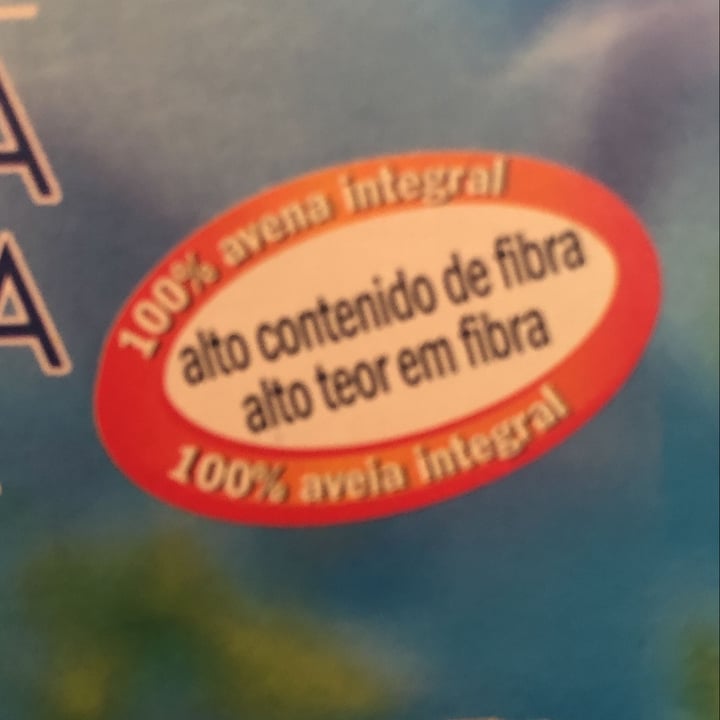 A
A
100% avena integral
alto contenido de fibra
alto teor em fibra
100% aveia integral